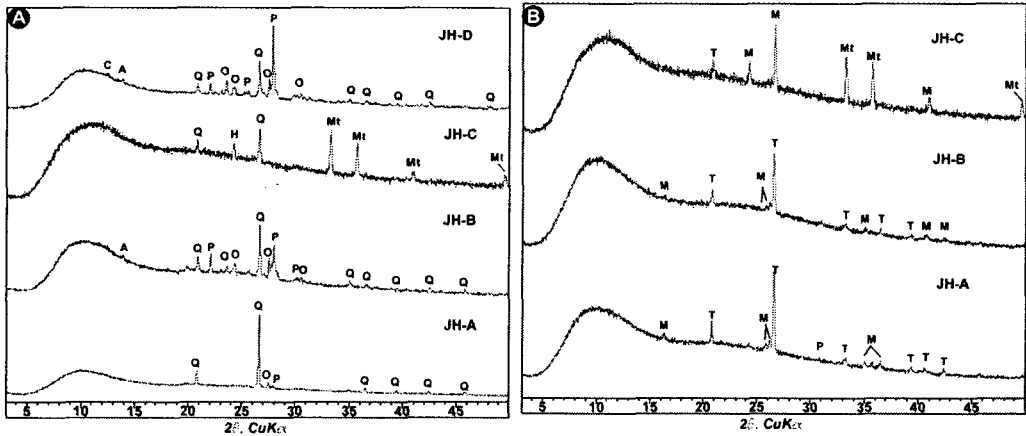 A
JH-D
C A Q P Q O P Q O P O Q Q Q Q Q
JH-C
Q H Q Mt Mt Mt Mt
JH-B
A Q P Q O Q O P P O Q Q Q Q Q
JH-A
Q Q O P Q Q Q Q
5 10 15 20 25 30 35 40 45
2θ, CuKα
B
JH-C
T M M Mt Mt M Mt
JH-B
M T M T T M T T M M
JH-A
M T M T P T M T T T
5 10 15 20 25 30 35 40 45
2θ, CuKα